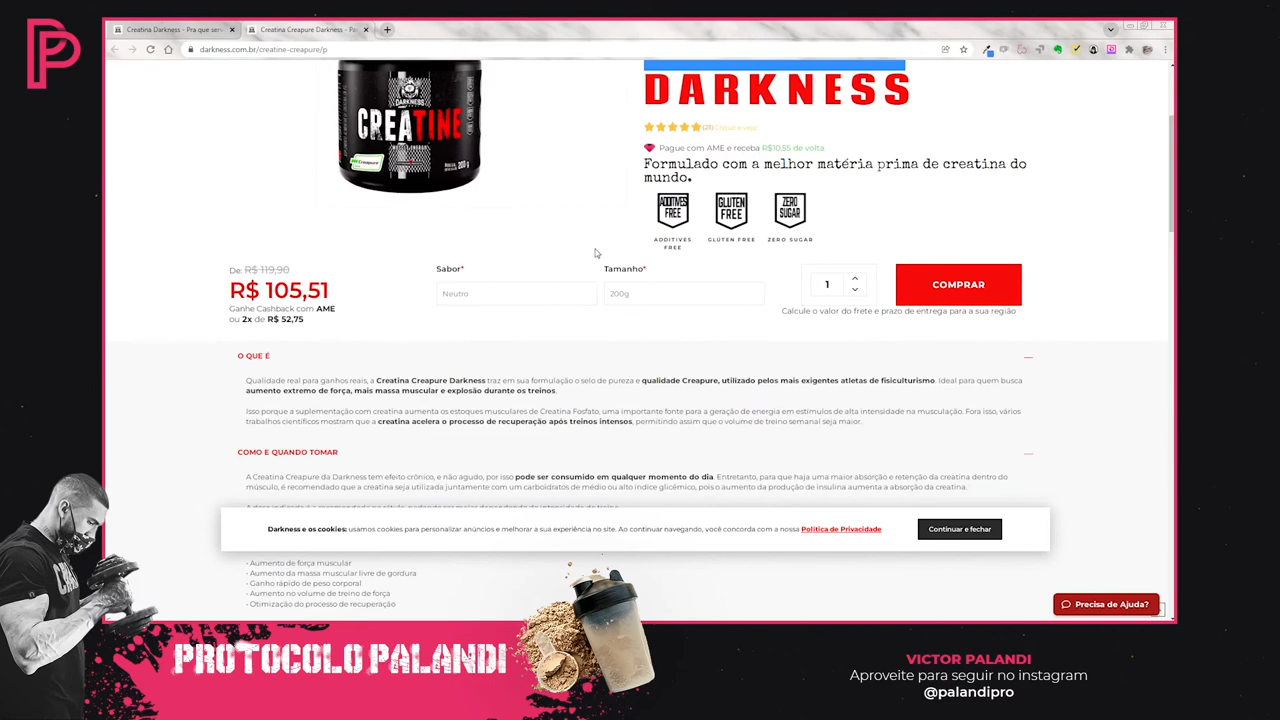 Creatina Darkness - Pra que ser
Creatina Creapure Darkness - Pa
darkness.com.br/creatine-creapure/p
DARKNESS
DARKNESS
CREATINE
Creapure
200 g
(28) Clique e veja
Pague com AME e receba R$10,55 de volta
Formulado com a melhor matéria prima de creatina do
mundo.
ADDITIVES FREE
GLUTEN FREE
ZERO SUGAR
ADDITIVES FREE
GLÚTEN FREE
ZERO SUGAR
De: R$ 119,90
R$ 105,51
Ganhe Cashback com AME
ou 2x de R$ 52,75
Sabor*
Neutro
Tamanho*
200g
1
COMPRAR
Calcule o valor do frete e prazo de entrega para a sua região
O QUE É
Qualidade real para ganhos reais, a Creatina Creapure Darkness traz em sua formulação o selo de pureza e qualidade Creapure, utilizado pelos mais exigentes atletas de fisiculturismo. Ideal para quem busca
aumento extremo de força, mais massa muscular e explosão durante os treinos.
Isso porque a suplementação com creatina aumenta os estoques musculares de Creatina Fosfato, uma importante fonte para a geração de energia em estímulos de alta intensidade na musculação. Fora isso, vários
trabalhos científicos mostram que a creatina acelera o processo de recuperação após treinos intensos, permitindo assim que o volume de treino semanal seja maior.
COMO E QUANDO TOMAR
A Creatina Creapure da Darkness tem efeito crônico, e não agudo, por isso pode ser consumido em qualquer momento do dia. Entretanto, para que haja uma maior absorção e retenção da creatina dentro do
músculo, é recomendado que a creatina seja utilizada juntamente com um carboidratos de médio ou alto índice glicêmico, pois o aumento da produção de insulina aumenta a absorção da creatina.
Darkness e os cookies: usamos cookies para personalizar anúncios e melhorar a sua experiência no site. Ao continuar navegando, você concorda com a nossa Política de Privacidade
Continuar e fechar
- Aumento de força muscular
- Aumento da massa muscular livre de gordura
- Ganho rápido de peso corporal
- Aumento no volume de treino de força
- Otimização do processo de recuperação
Precisa de Ajuda?
PROTOCOLO PALANDI
VICTOR PALANDI
Aproveite para seguir no instagram
@palandipro